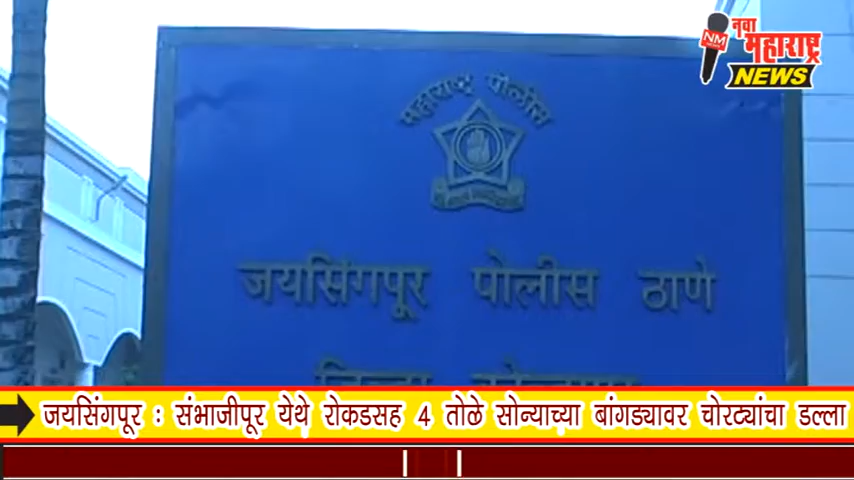 नवा
महाराष्ट्र
NM
NEWS
महाराष्ट्र पोलीस
जयसिंगपूर पोलीस ठाणे
जयसिंगपूर : संभाजीपूर येथे रोकडसह 4 तोळे सोन्याच्या बांगड्यावर चोरट्यांचा डल्ला